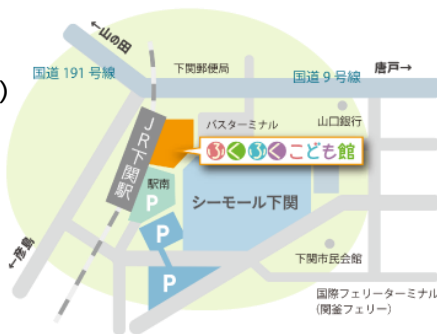 ←山の田
国道 191 号線
下関郵便局
国道 9 号線
唐戸→
)
JR下関駅
バスターミナル
山口銀行
ふくふくこども館
駅南
P
シーモール下関
P
P
←彦島
下関市民会館
国際フェリーターミナル
(関釜フェリー)